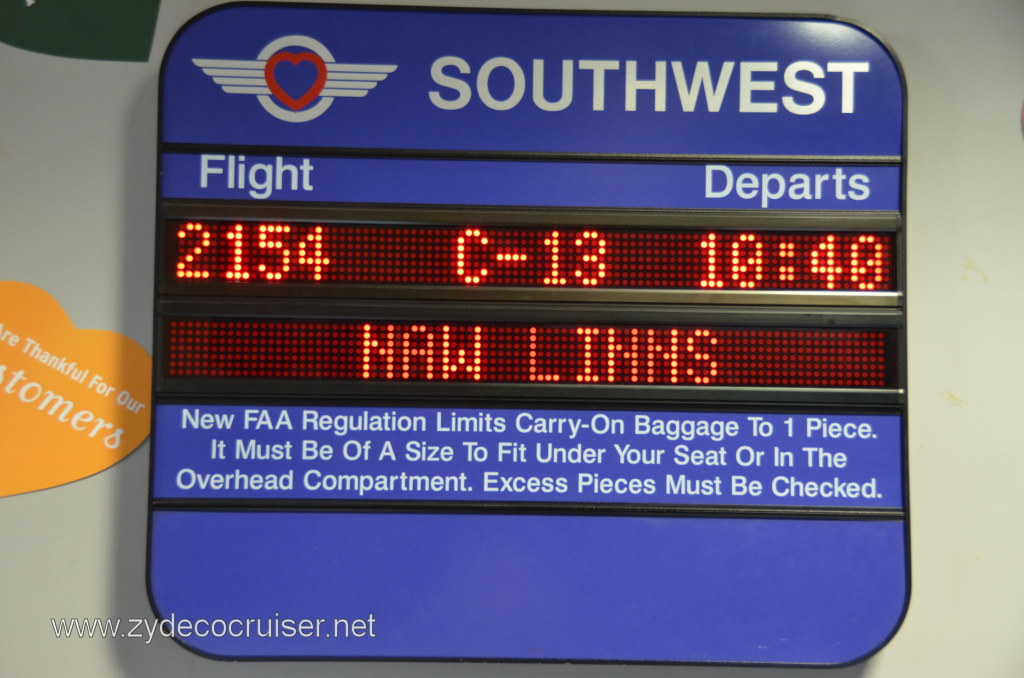 SOUTHWEST
Flight Departs
2154 C-13 10:40
New FAA Regulation Limits Carry-On Baggage To 1 Piece.
It Must Be Of A Size To Fit Under Your Seat Or In The
Overhead Compartment. Excess Pieces Must Be Checked.
Are Thankful For Our
stomers
www.zydecocruiser.net